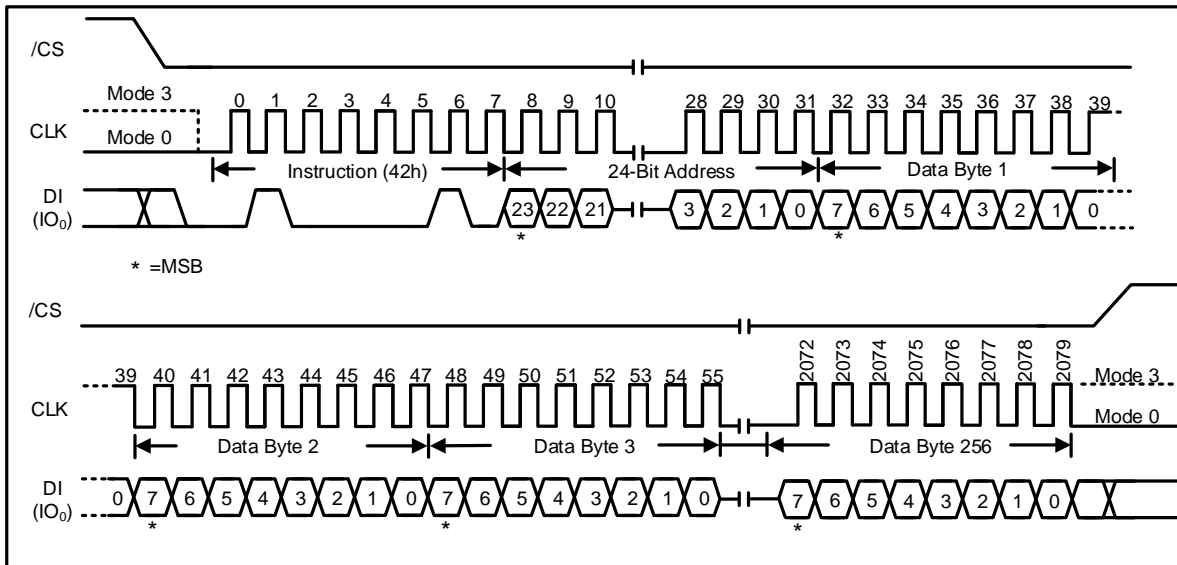 /CS
Mode 3
0 1 2 3 4 5 6 7 8 9 10 28 29 30 31 32 33 34 35 36 37 38 39
CLK
Mode 0
Instruction (42h) 24-Bit Address Data Byte 1
DI
(IO0)
23 22 21 3 2 1 0 7 6 5 4 3 2 1 0
* *
* =MSB
/CS
2072 2073 2074 2075 2076 2077 2078 2079
39 40 41 42 43 44 45 46 47 48 49 50 51 52 53 54 55
Mode 3
CLK
Mode 0
Data Byte 2 Data Byte 3 Data Byte 256
DI
(IO0)
0 7 6 5 4 3 2 1 0 7 6 5 4 3 2 1 0 7 6 5 4 3 2 1 0
* * *